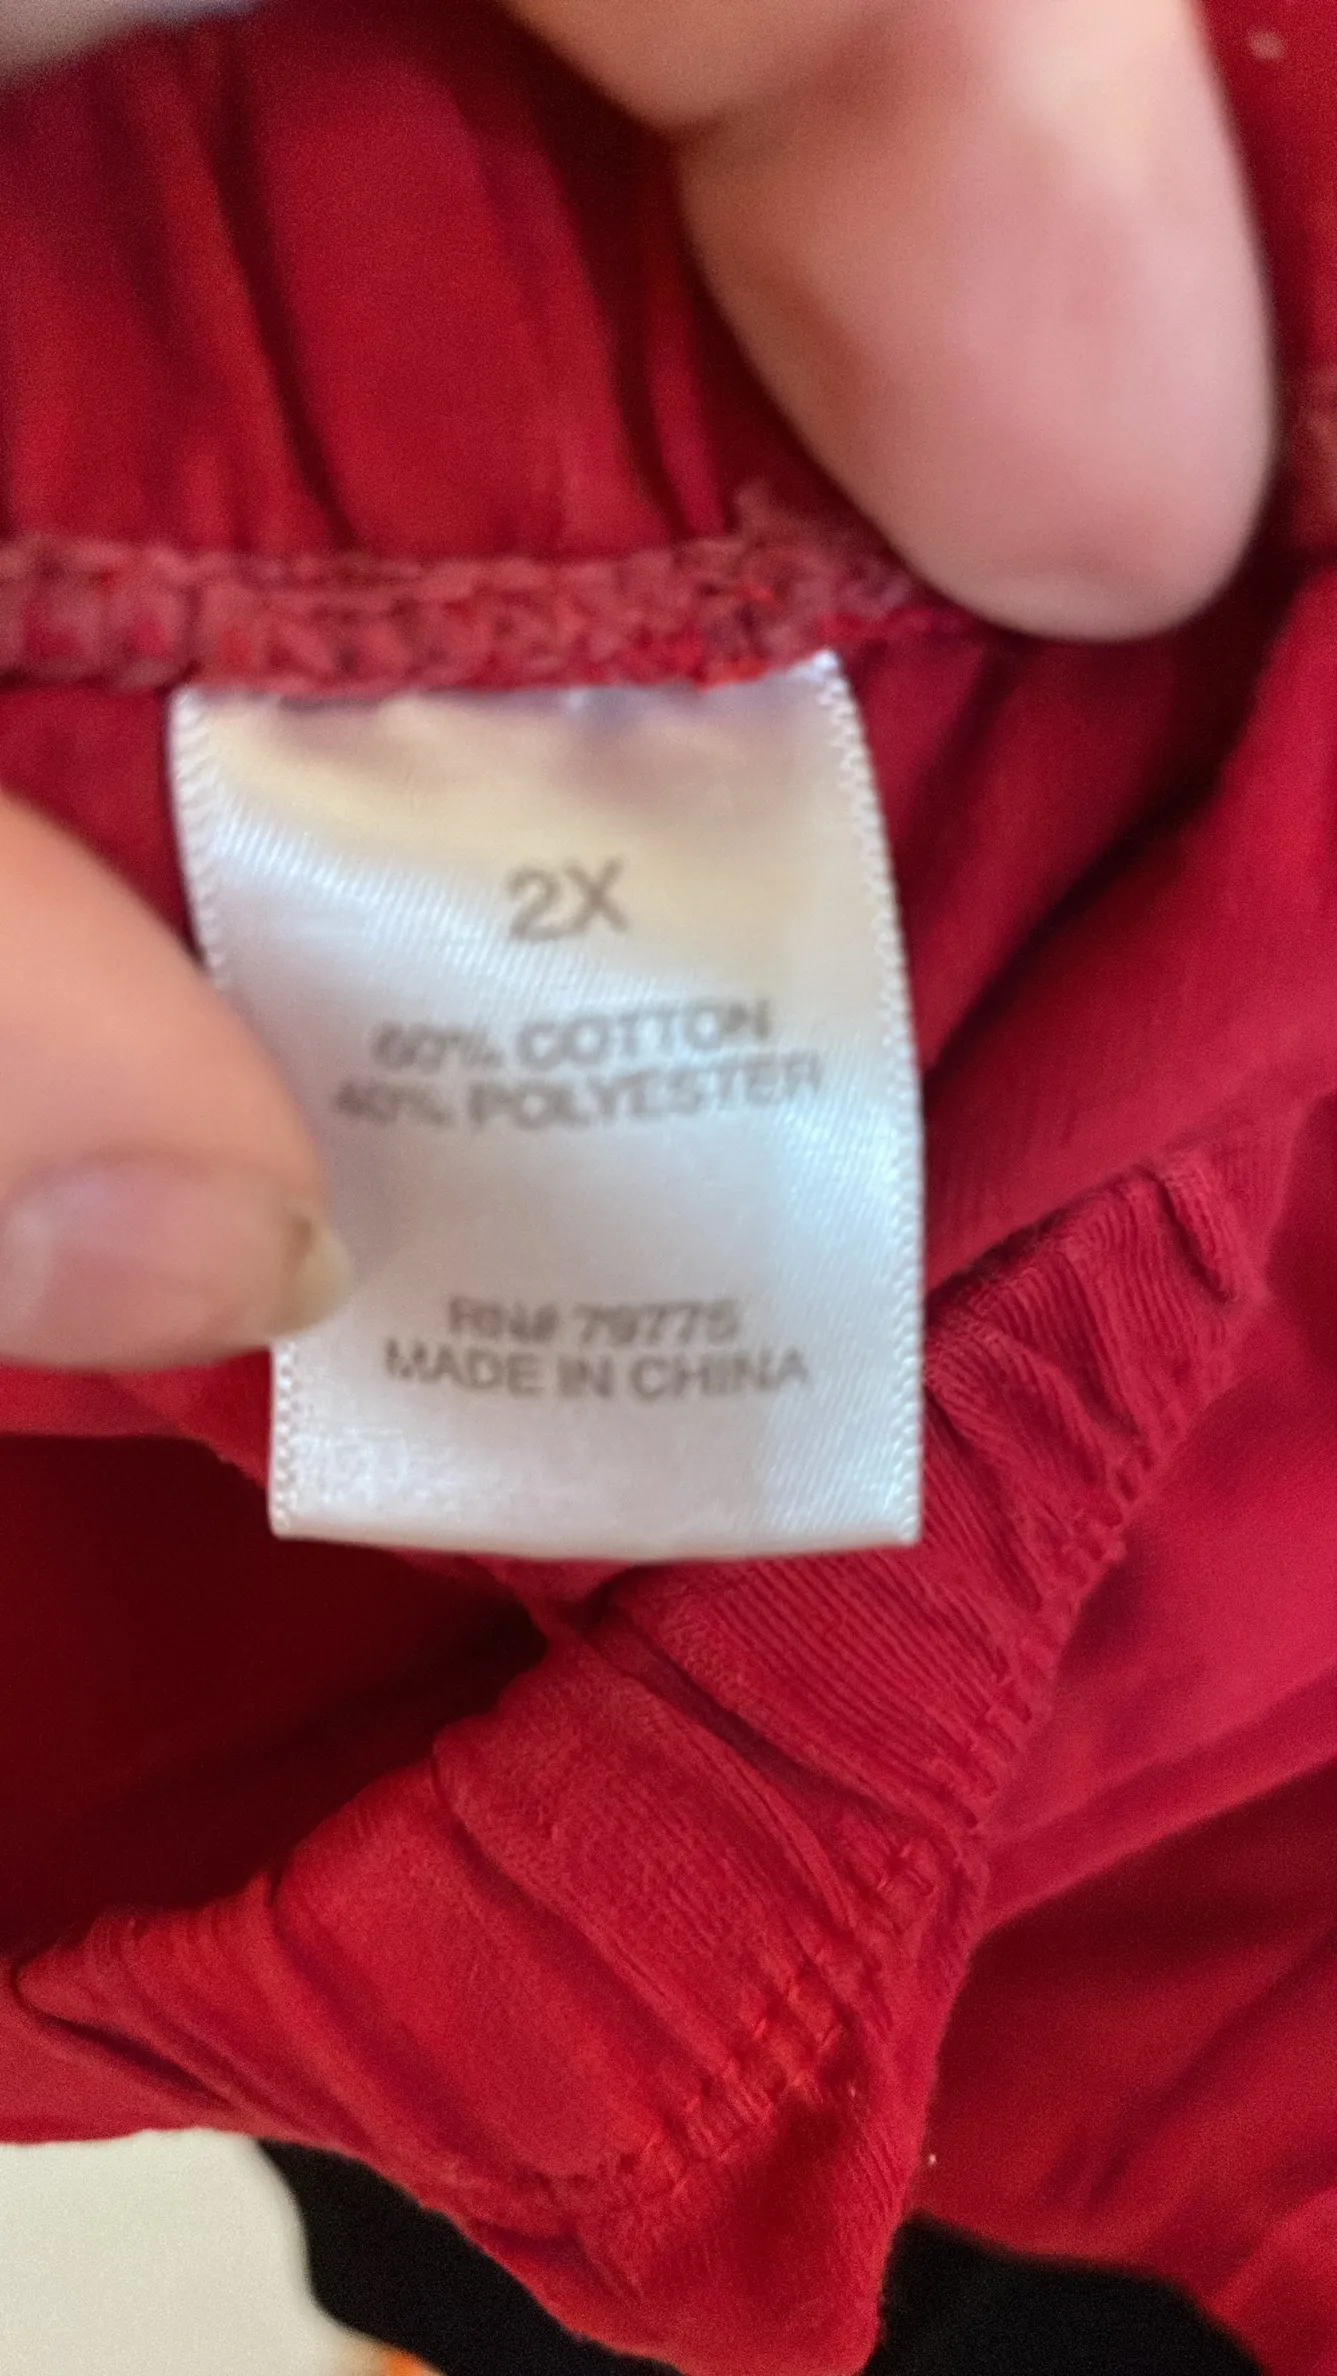 2X
60% COTTON
40% POLYESTER
RN# 79775
MADE IN CHINA